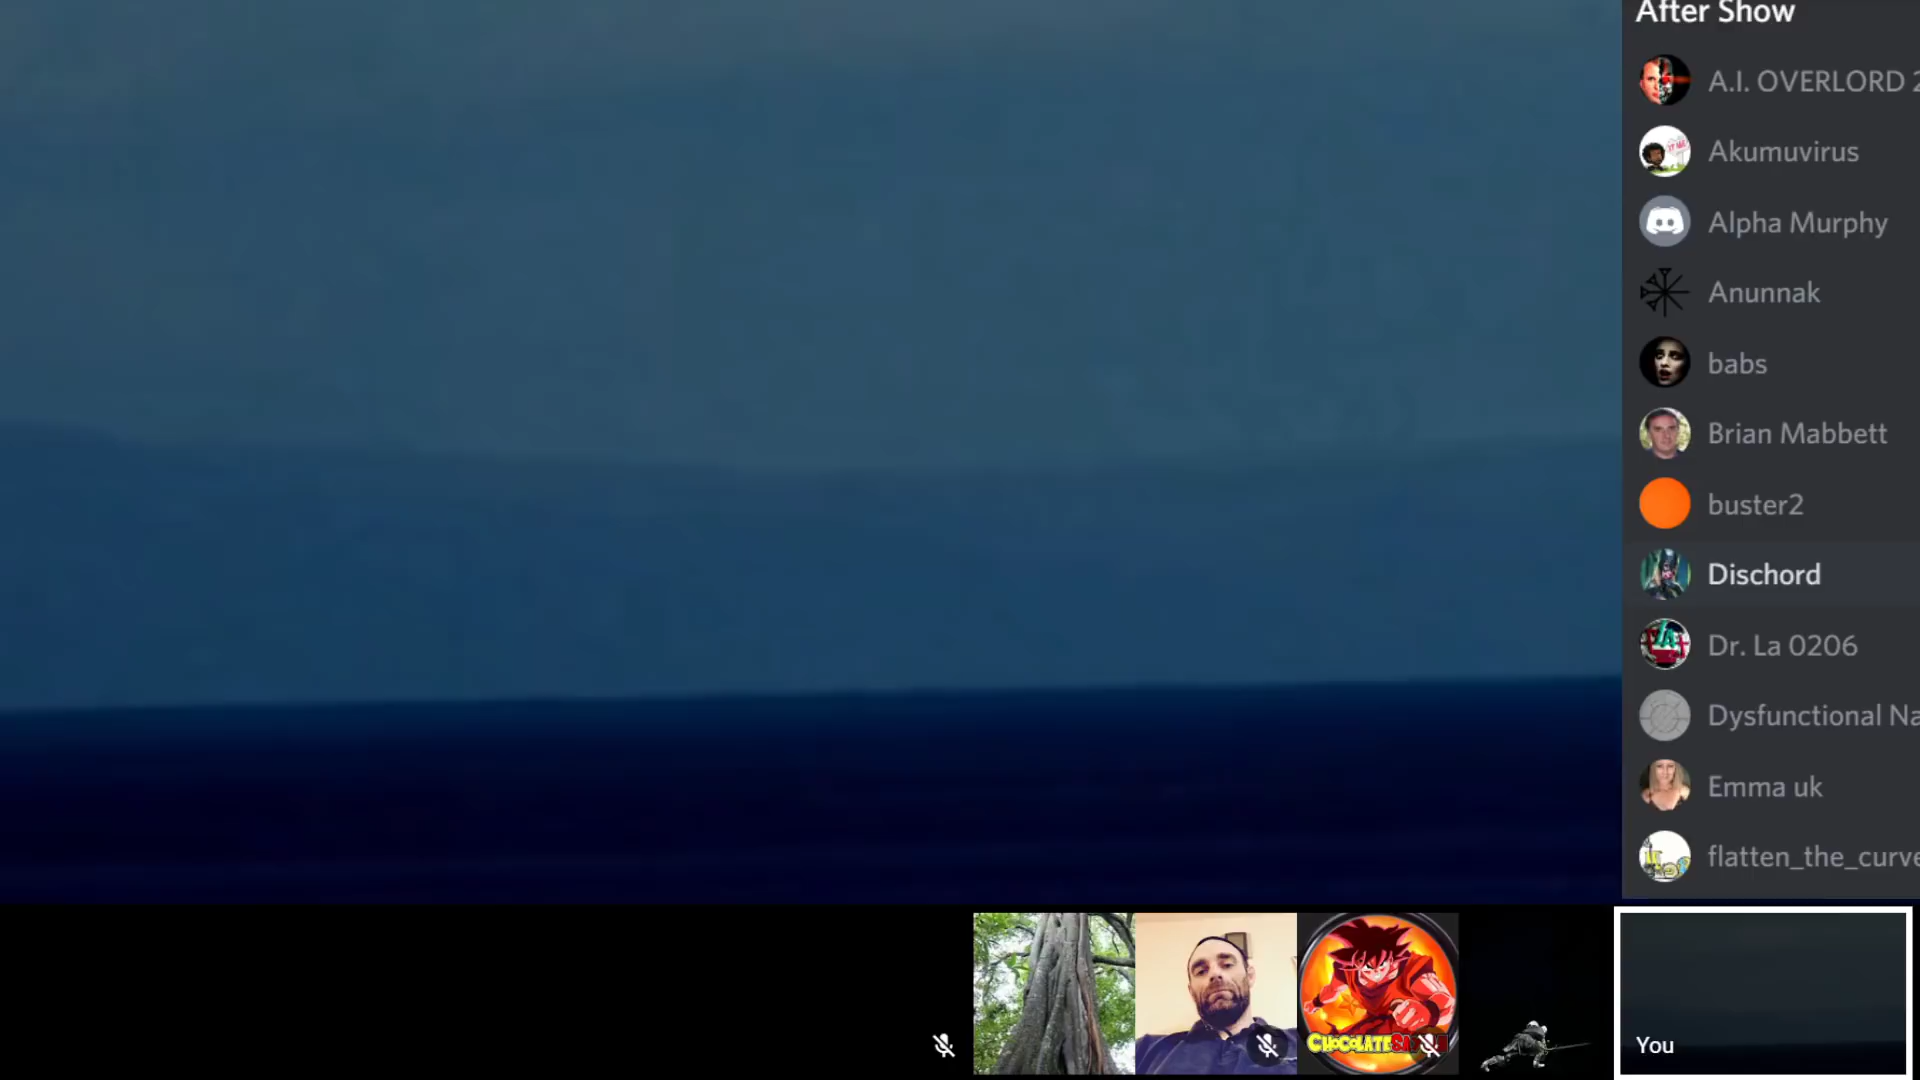 After Show
A.I. OVERLORD 2
Akumuvirus
Alpha Murphy
Anunnak
babs
Brian Mabbett
buster2
Dischord
Dr. La 0206
Dysfunctional Na
Emma uk
flatten_the_curve
You